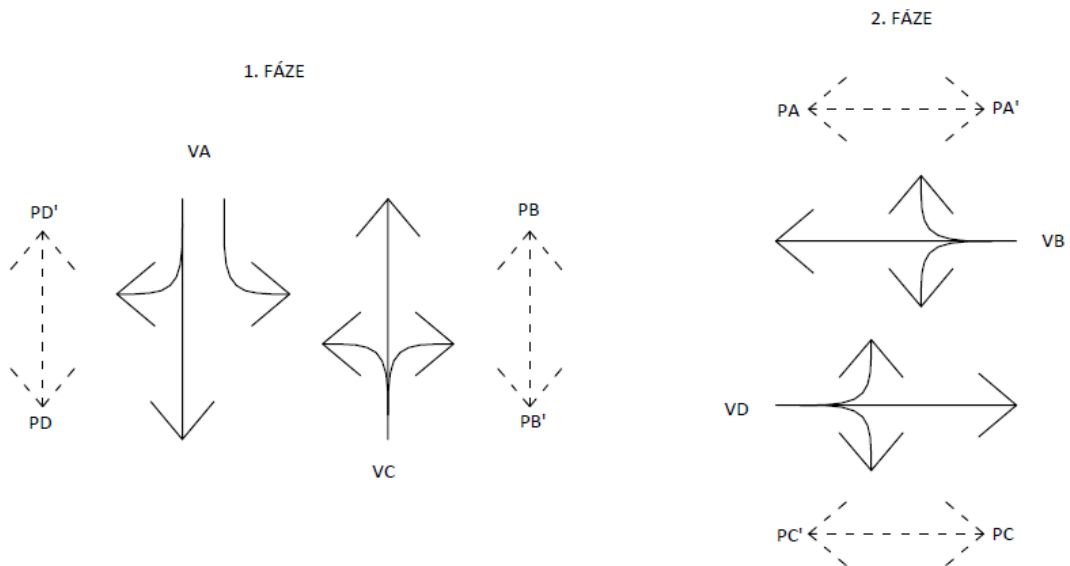 1. FÁZE
VA
PD'
PB
PD
PB'
VC
2. FÁZE
PA
PA'
VB
VD
PC'
PC